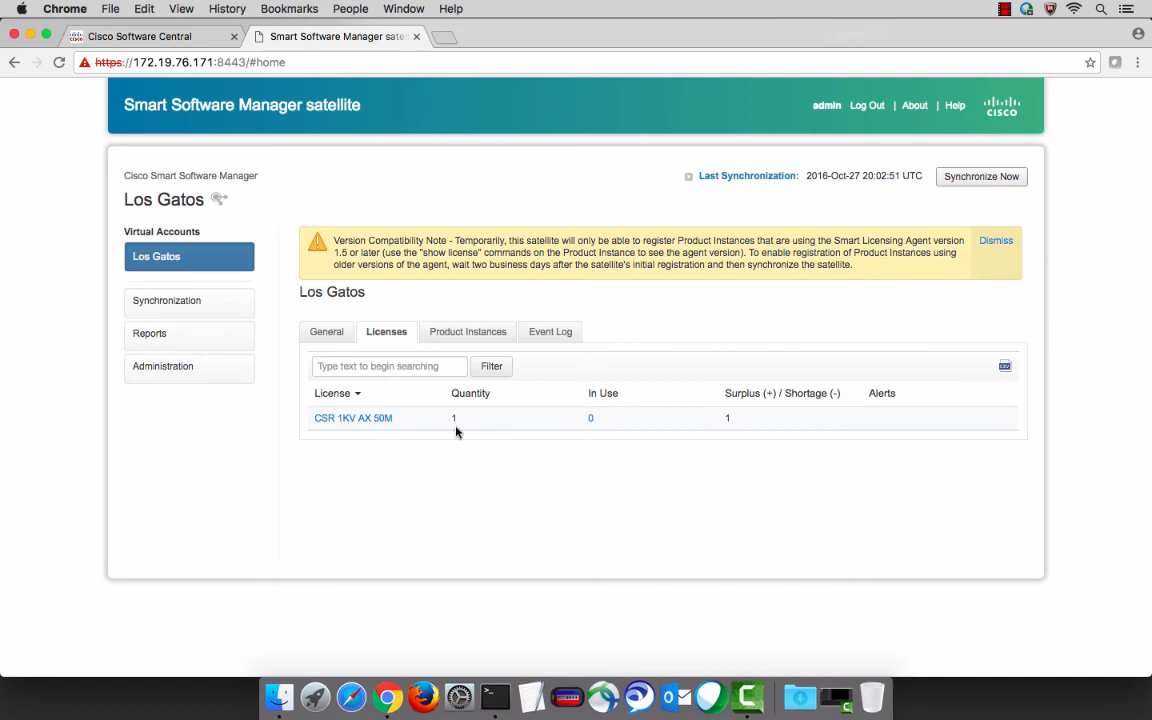 Chrome File Edit View History Bookmarks People Window Help
Cisco Software Central
Smart Software Manager satell
https://172.19.76.171:8443/#home
Smart Software Manager satellite
admin Log Out | About | Help
CISCO
Cisco Smart Software Manager
Last Synchronization: 2016-Oct-27 20:02:51 UTC
Synchronize Now
Los Gatos
Virtual Accounts
Los Gatos
Synchronization
Reports
Administration
Version Compatibility Note - Temporarily, this satellite will only be able to register Product Instances that are using the Smart Licensing Agent version
1.5 or later (use the "show license" commands on the Product Instance to see the agent version). To enable registration of Product Instances using
older versions of the agent, wait two business days after the satellite's initial registration and then synchronize the satellite.
Dismiss
Los Gatos
General Licenses Product Instances Event Log
Type text to begin searching Filter
CSV
License Quantity In Use Surplus (+) / Shortage (-) Alerts
CSR 1KV AX 50M 1 0 1